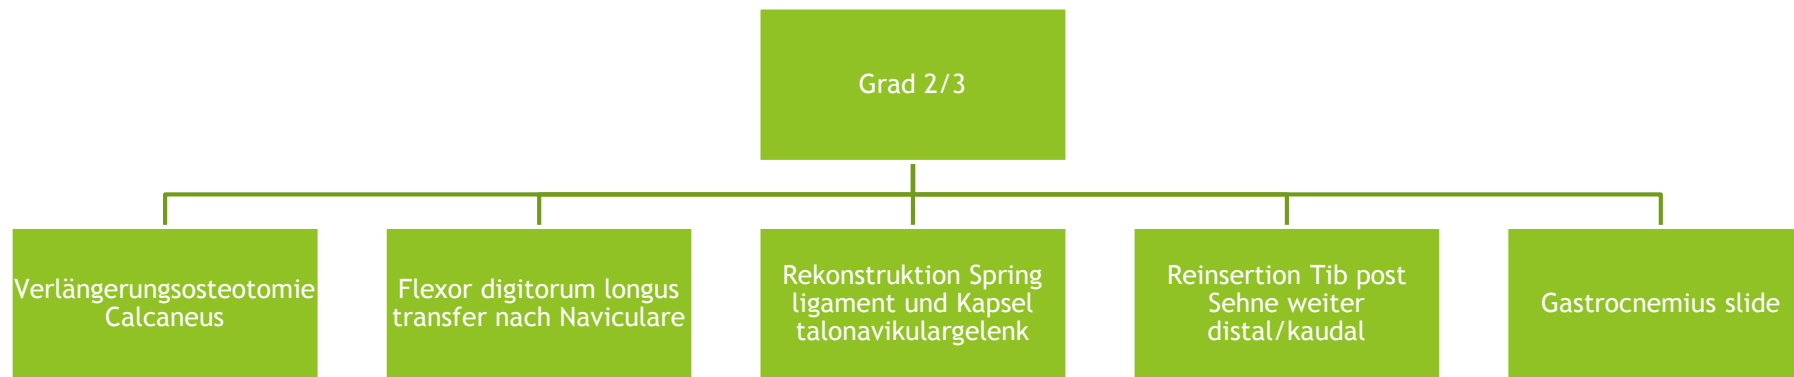 Grad 2/3
Verlängerungsosteotomie
Calcaneus
Flexor digitorum longus
transfer nach Naviculare
Rekonstruktion Spring
ligament und Kapsel
talonavikulargelenk
Reinsertion Tib post
Sehne weiter
distal/kaudal
Gastrocnemius slide